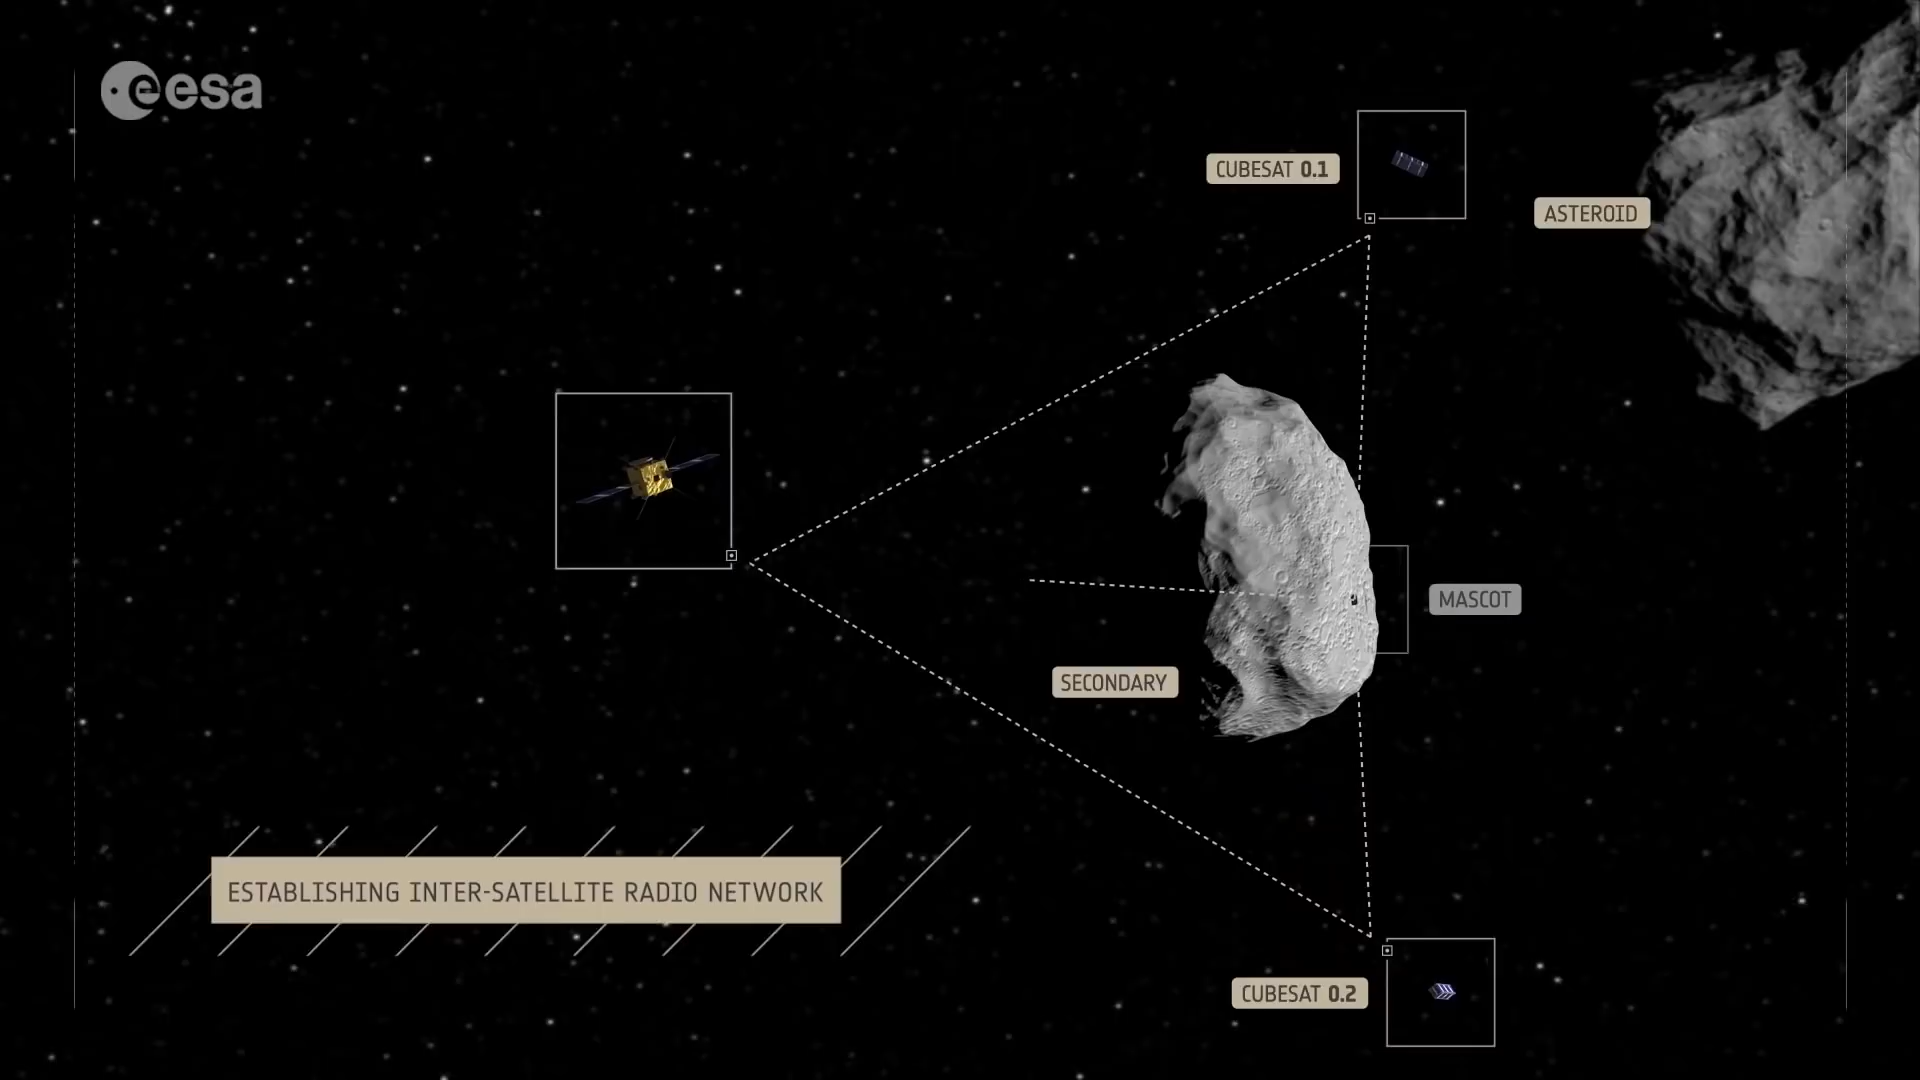 esa
CUBESAT 0.1
ASTEROID
MASCOT
SECONDARY
ESTABLISHING INTER-SATELLITE RADIO NETWORK
CUBESAT 0.2